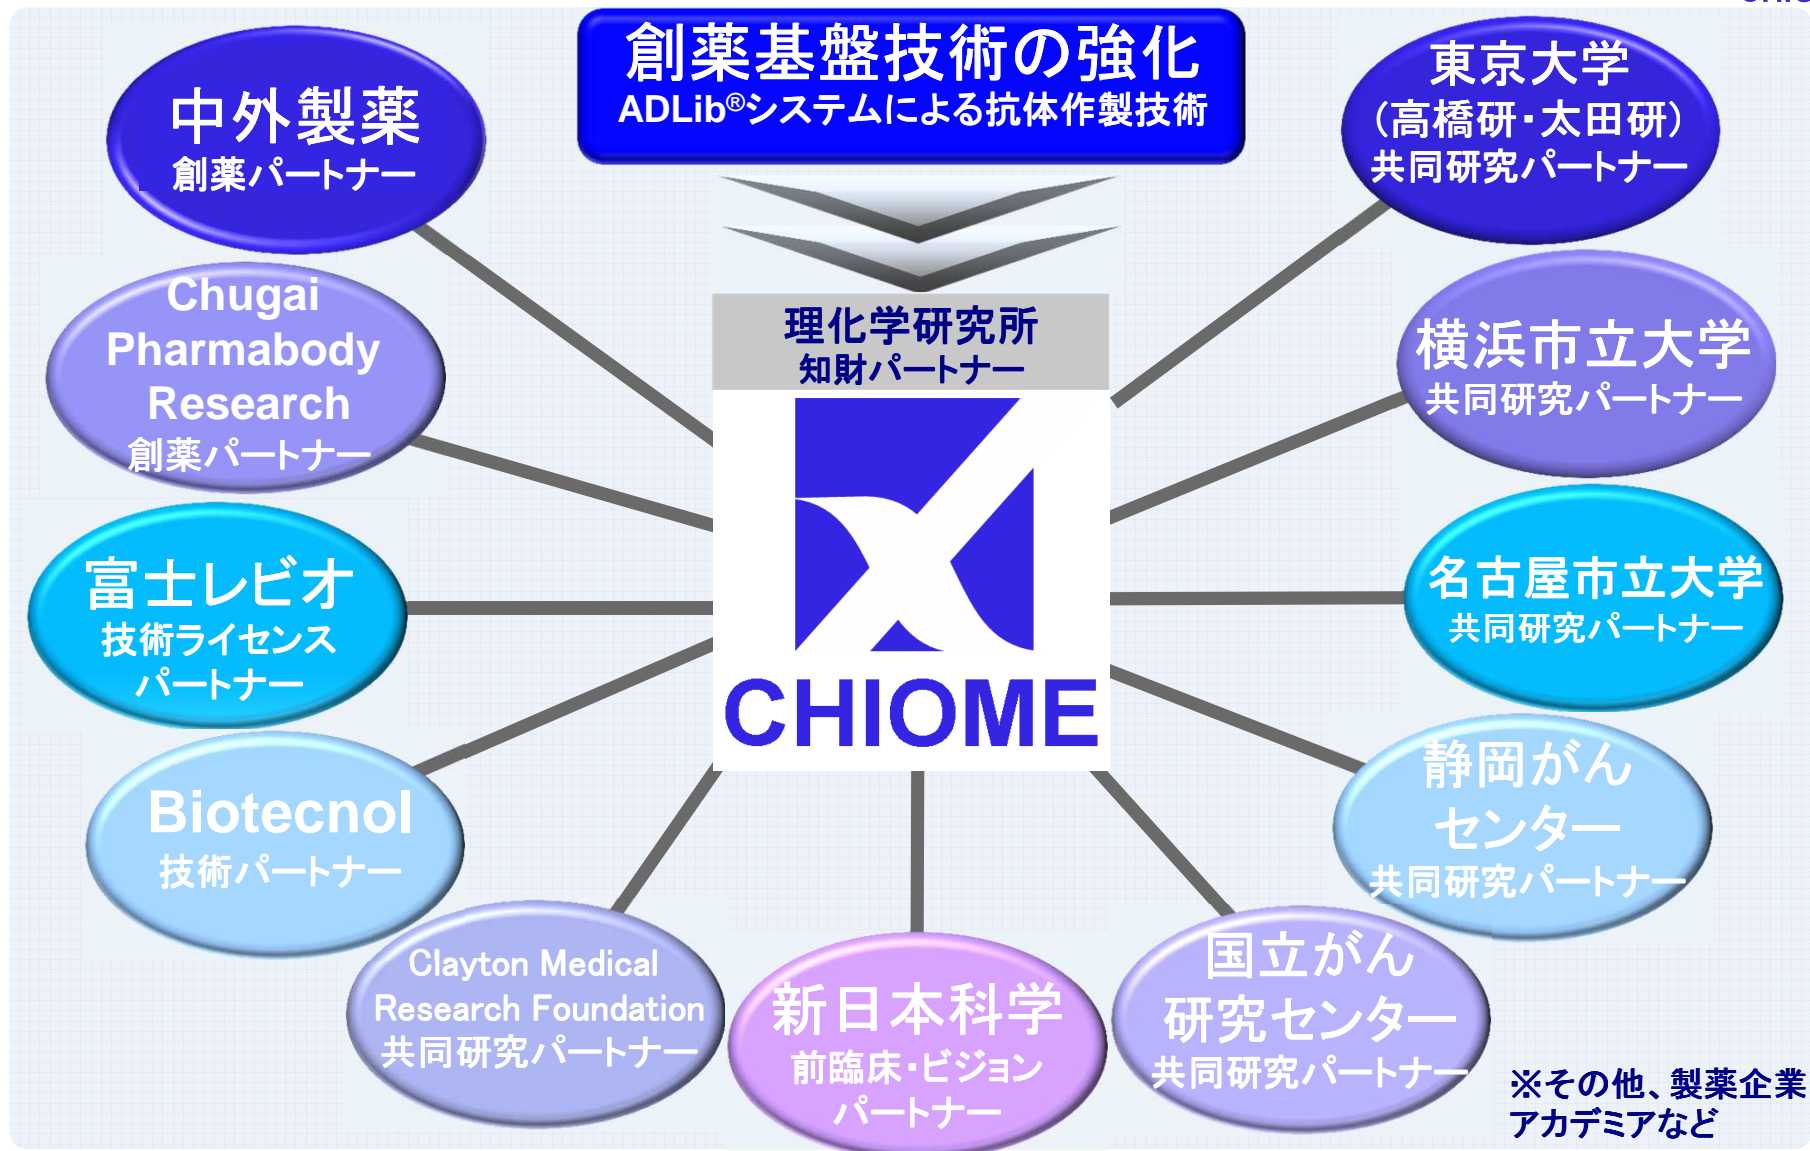 創薬基盤技術の強化
ADLib®システムによる抗体作製技術
中外製薬
創薬パートナー
東京大学
(高橋研・太田研)
共同研究パートナー
Chugai
Pharmabody
Research
創薬パートナー
理化学研究所
知財パートナー
横浜市立大学
共同研究パートナー
富士レビオ
技術ライセンス
パートナー
CHIOME
名古屋市立大学
共同研究パートナー
Biotecnol
技術パートナー
静岡がん
センター
共同研究パートナー
Clayton Medical
Research Foundation
共同研究パートナー
新日本科学
前臨床・ビジョン
パートナー
国立がん
研究センター
共同研究パートナー
※その他、製薬企業
アカデミアなど